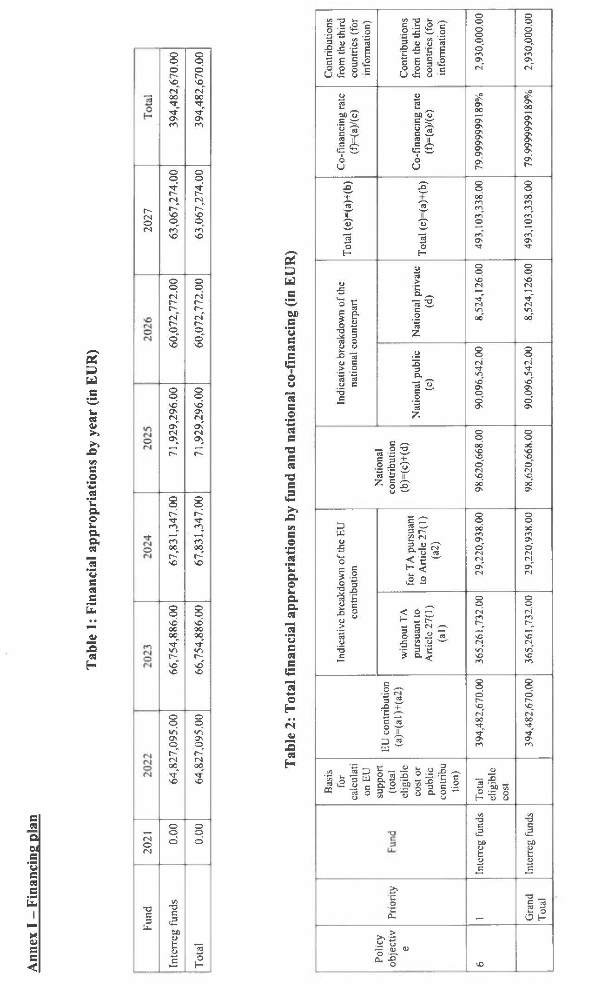 Annex I – Financing plan
Table 1: Financial appropriations by year (in EUR)
Fund 2021 2022 2023 2024 2025 2026 2027 Total
Interreg funds 0.00 64,827,095.00 66,754,886.00 67,831,347.00 71,929,296.00 60,072,772.00 63,067,274.00 394,482,670.00
Total 0.00 64,827,095.00 66,754,886.00 67,831,347.00 71,929,296.00 60,072,772.00 63,067,274.00 394,482,670.00
Table 2: Total financial appropriations by fund and national co-financing (in EUR)
Policy
objectiv
e
Priority
Fund
Basis
for
calculati
on EU
support
(total
eligible
cost or
public
contribu
tion)
EU contribution
(a)=(a1)+(a2)
Indicative breakdown of the EU
contribution
without TA
pursuant to
Article 27(1)
(a1)
for TA pursuant
to Article 27(1)
(a2)
National
contribution
(b)=(c)+(d)
Indicative breakdown of the
national counterpart
National public
(c)
National private
(d)
Total (e)=(a)+(b)
Total (e)=(a)+(b)
Co-financing rate
(f)=(a)/(e)
Co-financing rate
(f)=(a)/(e)
Contributions
from the third
countries (for
information)
Contributions
from the third
countries (for
information)
6 1 Interreg funds Total
eligible
cost
394,482,670.00 365,261,732.00 29,220,938.00 98,620,668.00 90,096,542.00 8,524,126.00 493,103,338.00 79.9999999189% 2,930,000.00
Grand
Total
Interreg funds 394,482,670.00 365,261,732.00 29,220,938.00 98,620,668.00 90,096,542.00 8,524,126.00 493,103,338.00 79.9999999189% 2,930,000.00